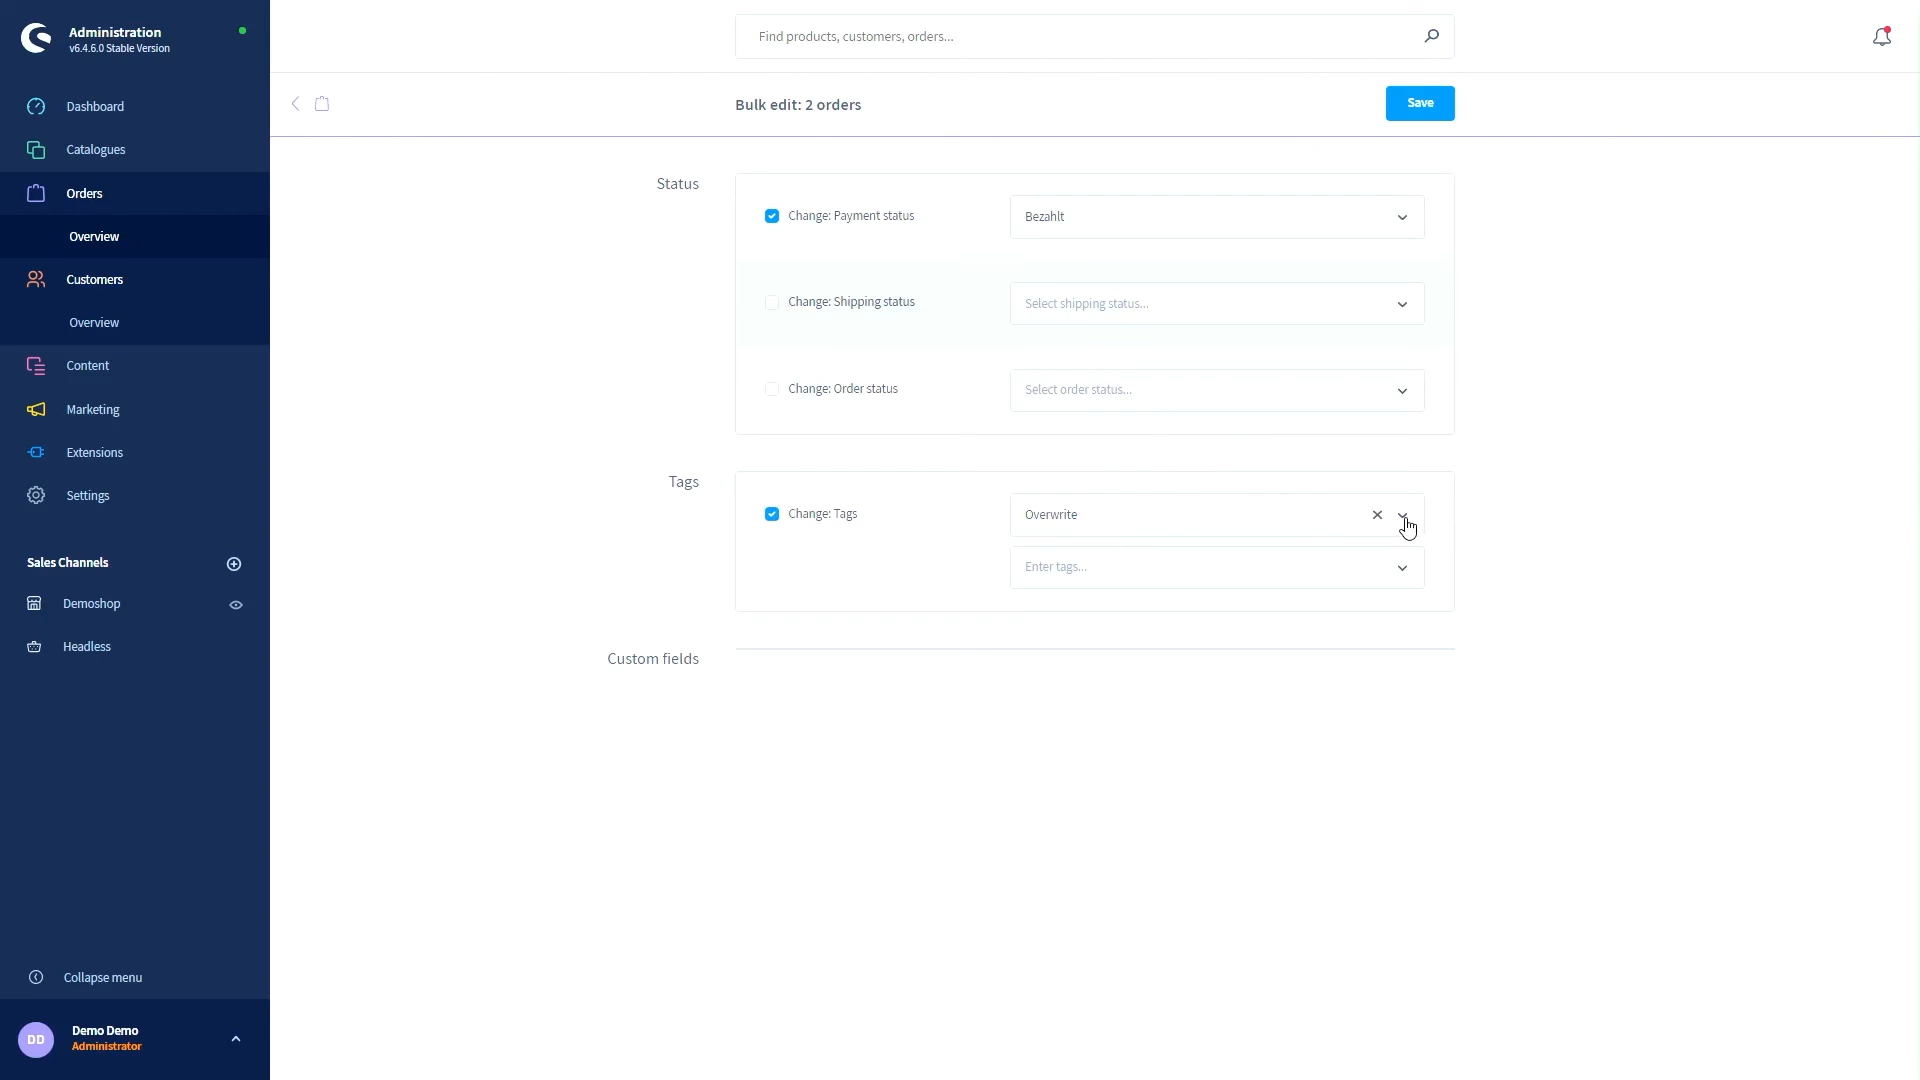 Administration
v6.4.6.0 Stable Version
Find products, customers, orders...
Dashboard
Catalogues
Orders
Overview
Customers
Overview
Content
Marketing
Extensions
Settings
Sales Channels
Demoshop
Headless
Collapse menu
DD
Demo Demo
Administrator
Bulk edit: 2 orders
Save
Status
Change: Payment status
Bezahlt
Change: Shipping status
Select shipping status...
Change: Order status
Select order status...
Tags
Change: Tags
Overwrite
Enter tags...
Custom fields